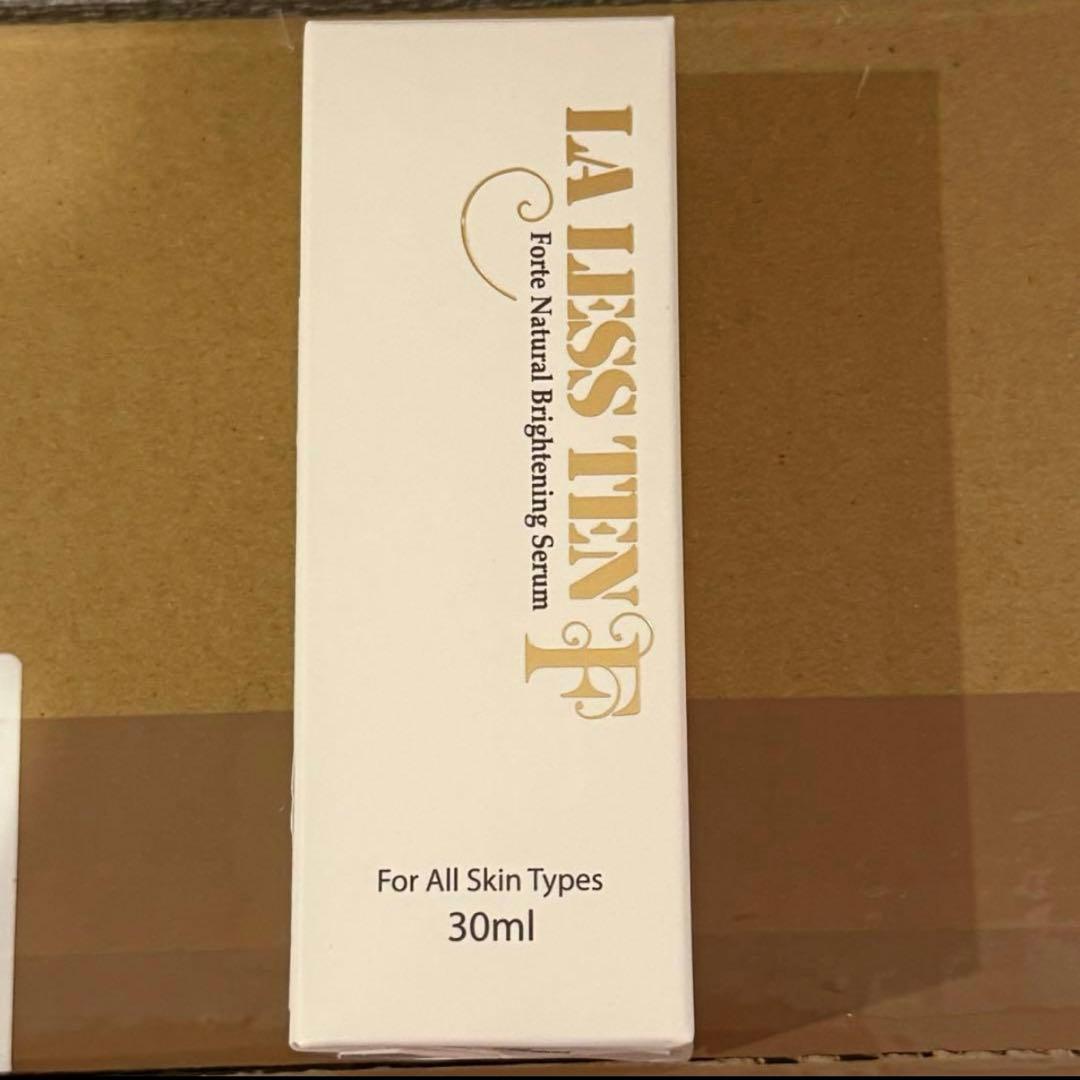 LA LESS TEN F
Forte Natural Brightening Serum
For All Skin Types
30ml